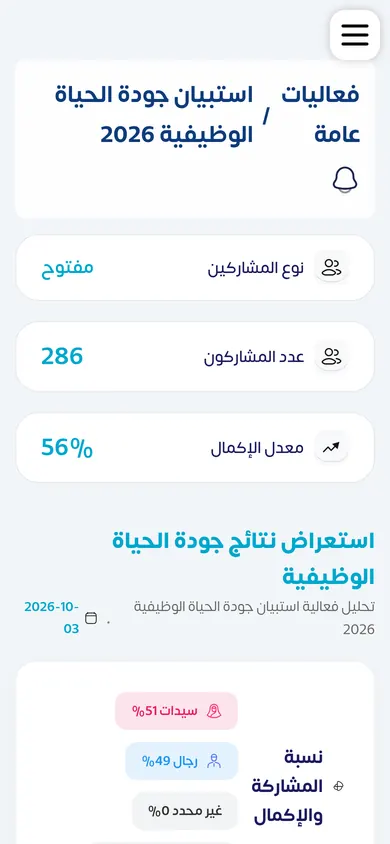 فعاليات / استبيان جودة الحياة
عامة الوظيفية 2026
نوع المشاركين مفتوح
عدد المشاركون 286
معدل الإكمال 56%
استعراض نتائج جودة الحياة
الوظيفية
تحليل فعالية استبيان جودة الحياة الوظيفية
2026
. 2026-10-
03
سيدات 51%
رجال 49%
غير محدد 0%
نسبة
المشاركة
والإكمال